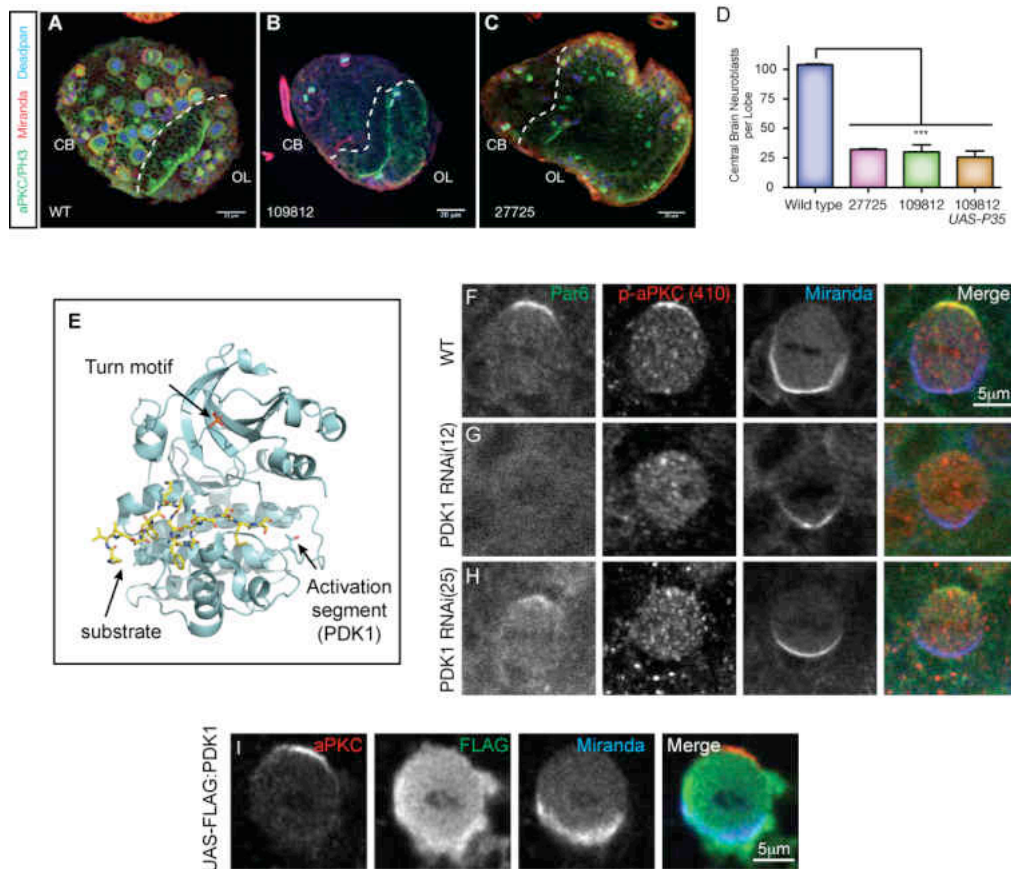 aPKC/PH3 Miranda Deadpan
A
CB
OL
WT
B
CB
OL
109812
20 µm
C
CB
OL
27725
D
Central Brain Neuroblasts
per Lobe
100
75
50
25
0
***
Wild type
27725
109812
109812
UAS-P35
E
Turn motif
substrate
Activation
segment
(PDK1)
F
Par6
p-aPKC (410)
Miranda
Merge
WT
5µm
G
PDK1 RNAi(12)
H
PDK1 RNAi(25)
UAS-FLAG:PDK1
I
aPKC
FLAG
Miranda
Merge
5µm